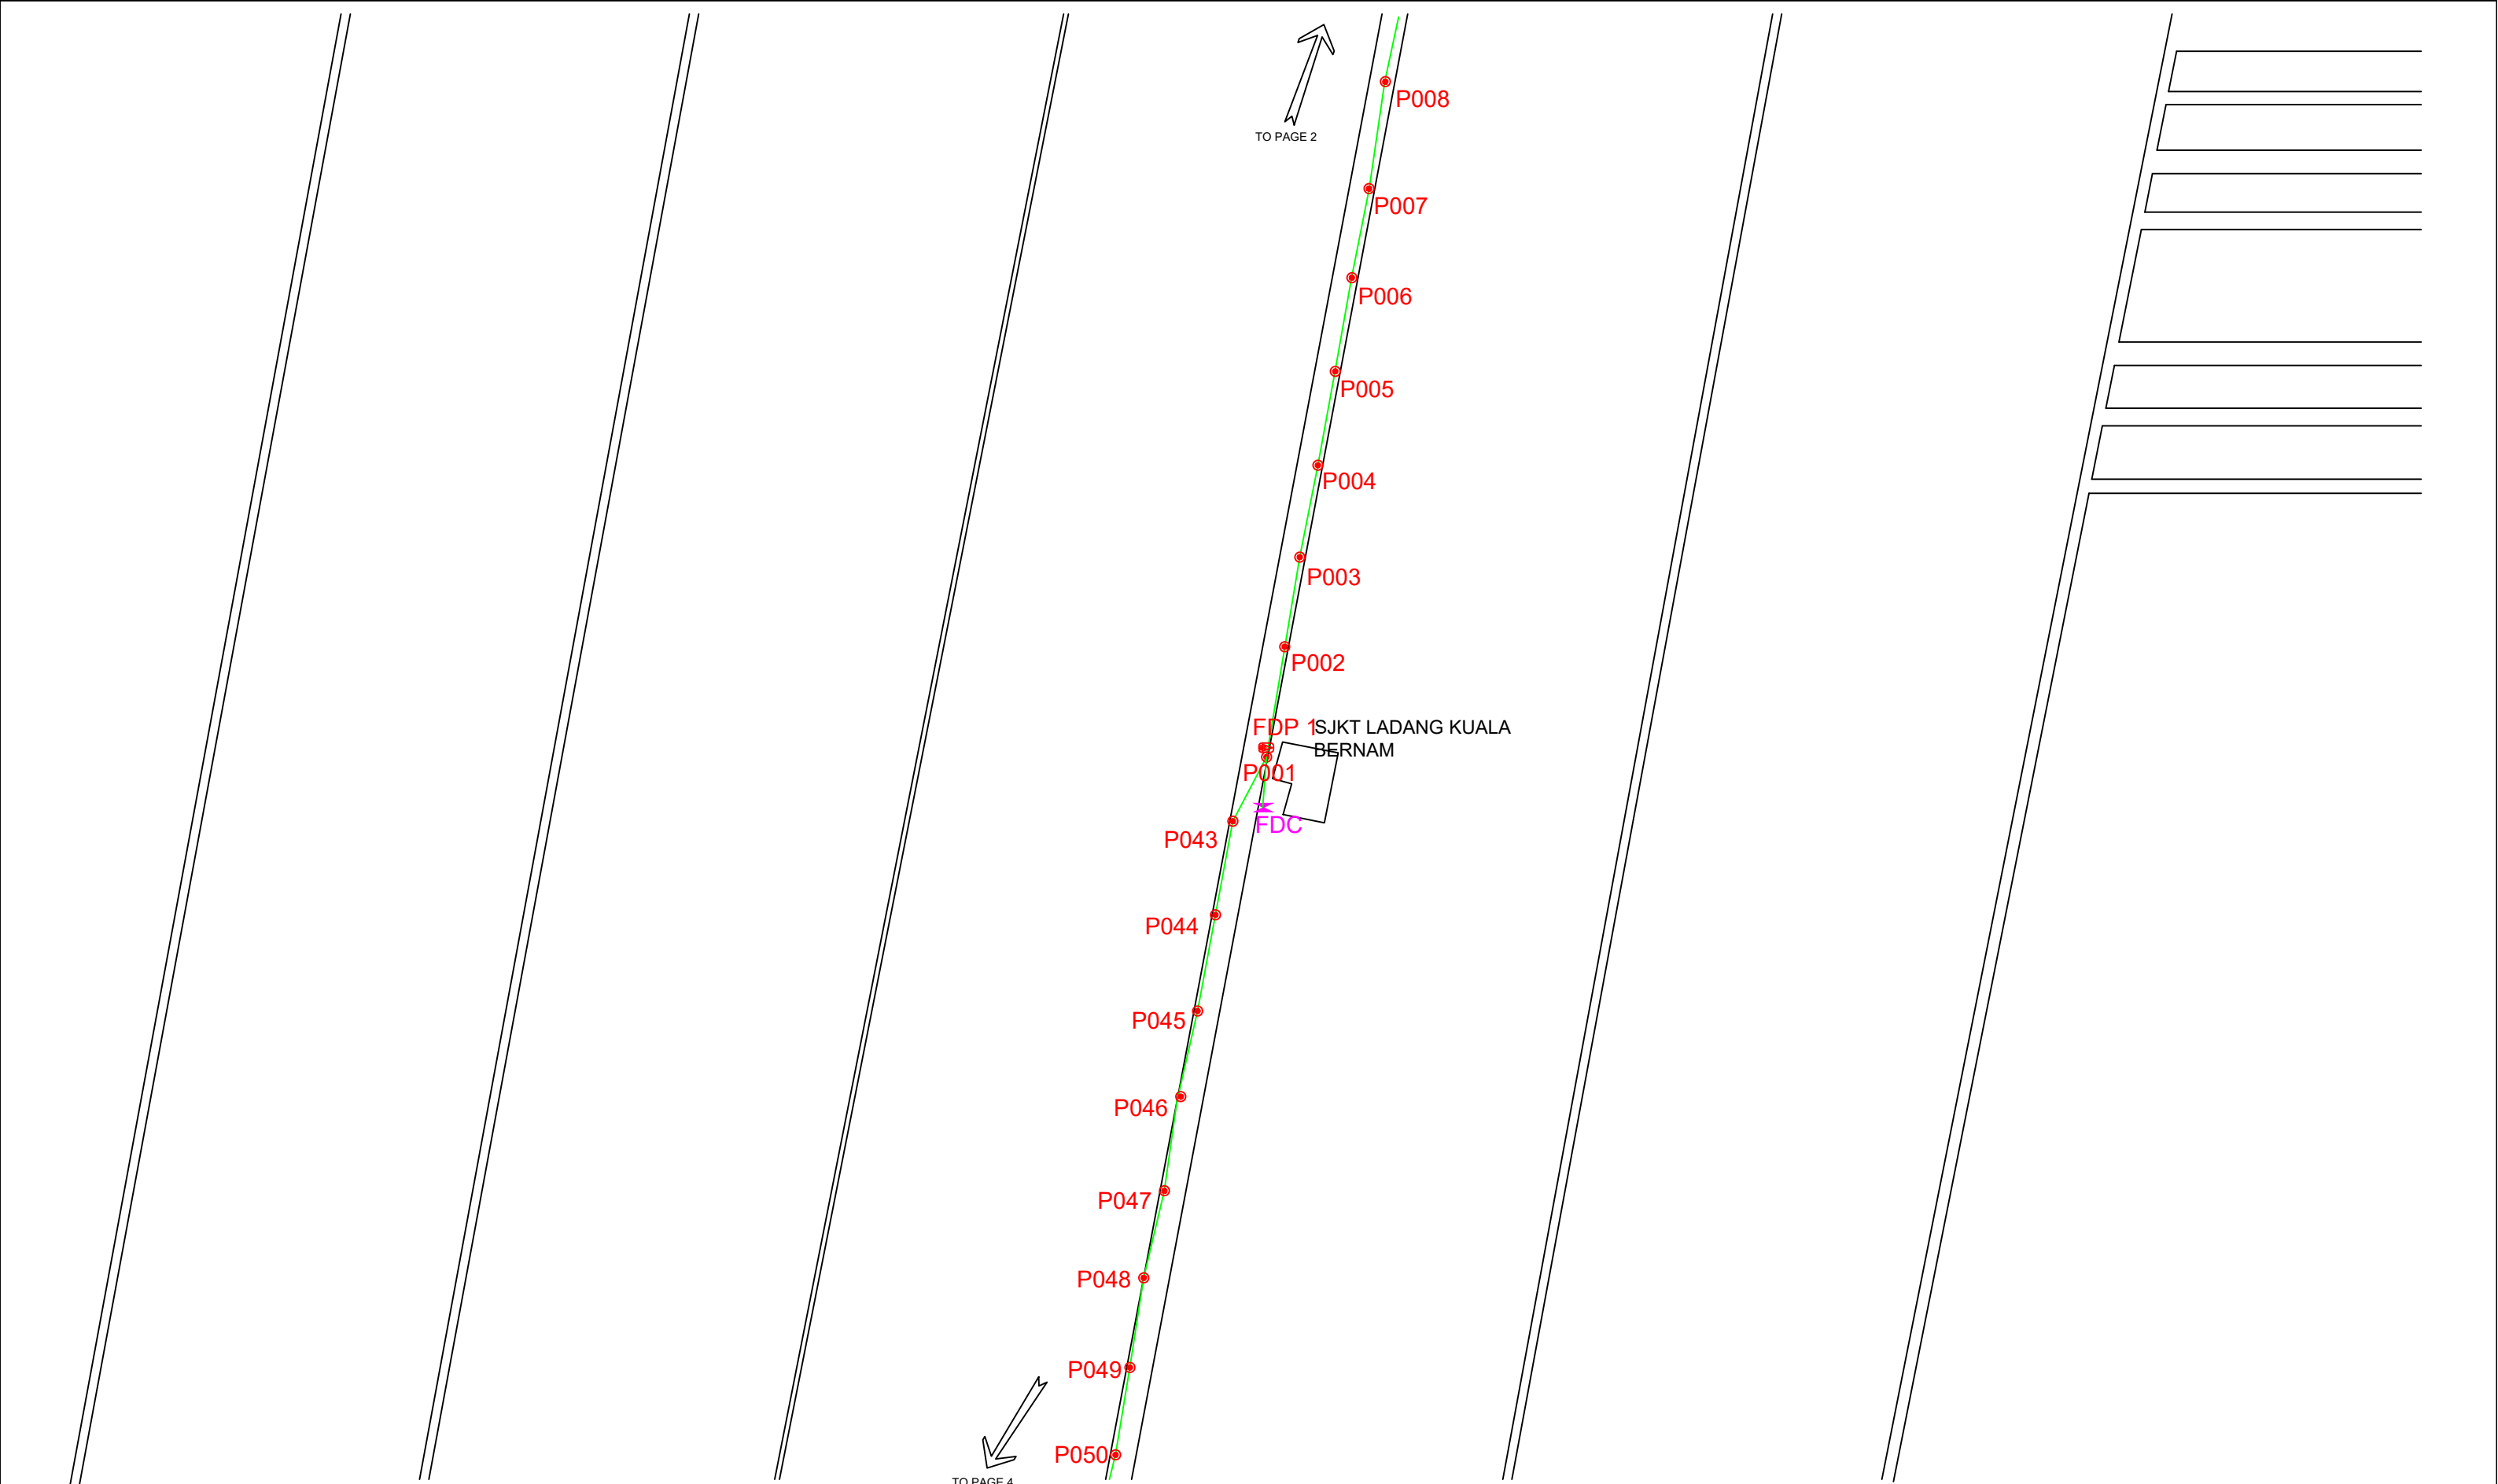 P008
TO PAGE 2
P007
P006
P005
P004
P003
P002
FDP 1
SJKT LADANG KUALA
BERNAM
P001
FDC
P043
P044
P045
P046
P047
P048
P049
P050
TO PAGE 4